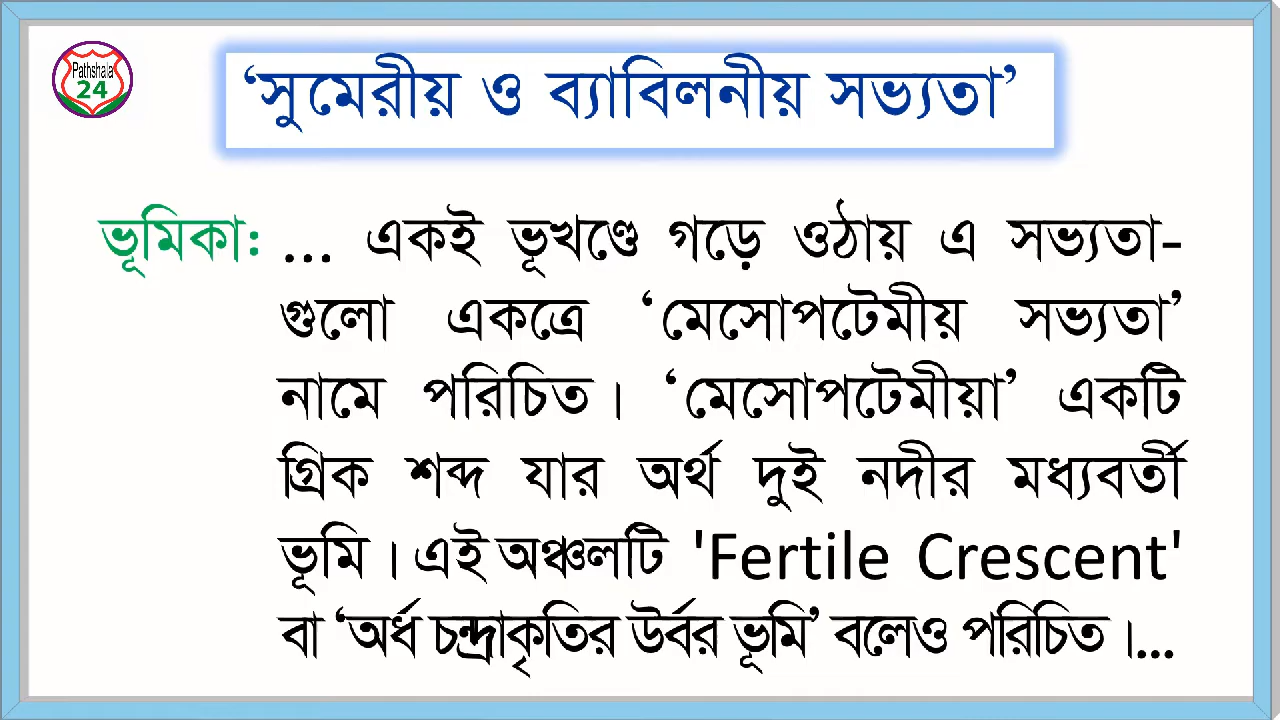 Pathshala
24
‘সুমেরীয় ও ব্যাবিলনীয় সভ্যতা’
ভূমিকা: ... একই ভূখণ্ডে গড়ে ওঠায় এ সভ্যতা-
গুলো একত্রে ‘মেসোপটেমীয় সভ্যতা’
নামে পরিচিত। ‘মেসোপটেমীয়া’ একটি
গ্রিক শব্দ যার অর্থ দুই নদীর মধ্যবর্তী
ভূমি। এই অঞ্চলটি 'Fertile Crescent'
বা ‘অর্ধ চন্দ্রাকৃতির উর্বর ভূমি’ বলেও পরিচিত।...